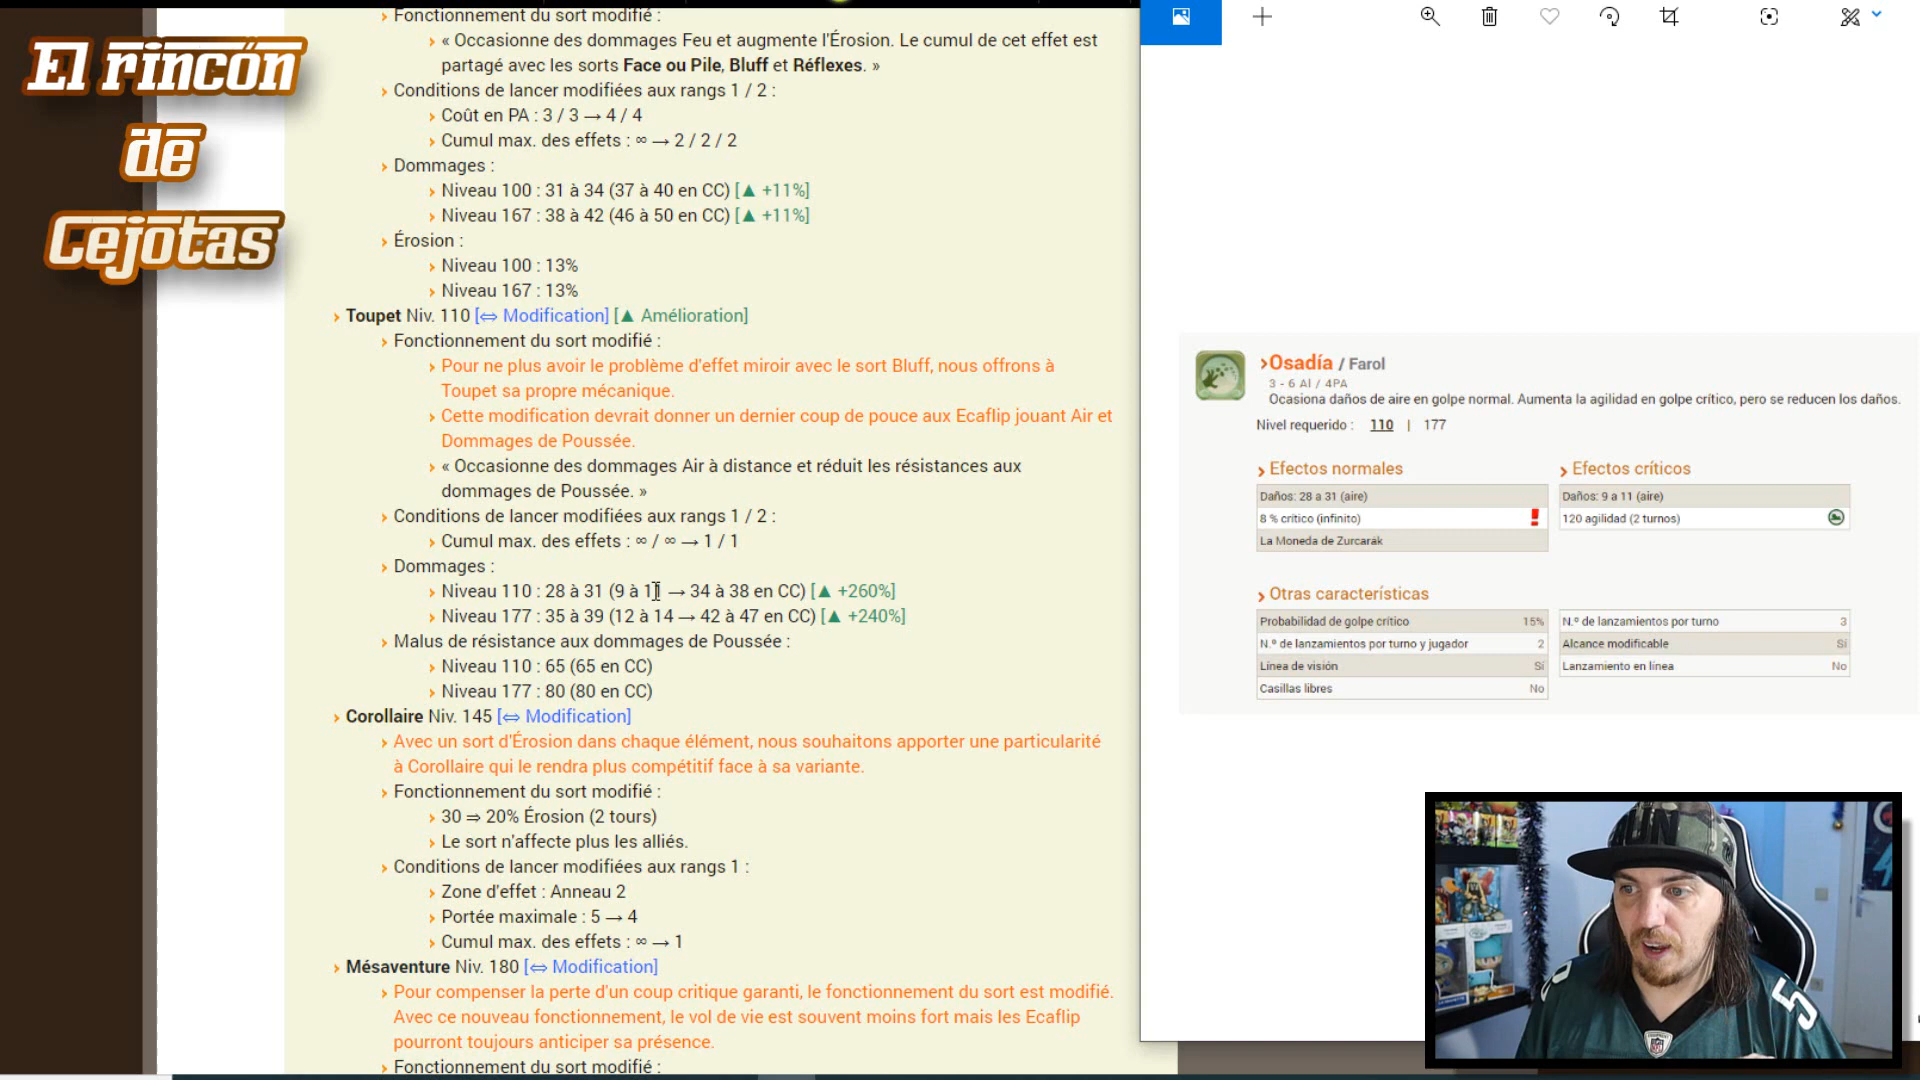 El rincón
de
Cejotas
Fonctionnement du sort modifié :
« Occasionne des dommages Feu et augmente l'Érosion. Le cumul de cet effet est
partagé avec les sorts Face ou Pile, Bluff et Réflexes. »
Conditions de lancer modifiées aux rangs 1 / 2 :
Coût en PA : 3 / 3 → 4 / 4
Cumul max. des effets : ∞ → 2 / 2 / 2
Dommages :
Niveau 100 : 31 à 34 (37 à 40 en CC) [▲ +11%]
Niveau 167 : 38 à 42 (46 à 50 en CC) [▲ +11%]
Érosion :
Niveau 100 : 13%
Niveau 167 : 13%
Toupet Niv. 110 [⇔ Modification] [▲ Amélioration]
Fonctionnement du sort modifié :
Pour ne plus avoir le problème d'effet miroir avec le sort Bluff, nous offrons à
Toupet sa propre mécanique.
Cette modification devrait donner un dernier coup de pouce aux Ecaflip jouant Air et
Dommages de Poussée.
« Occasionne des dommages Air à distance et réduit les résistances aux
dommages de Poussée. »
Conditions de lancer modifiées aux rangs 1 / 2 :
Cumul max. des effets : ∞ / ∞ → 1 / 1
Dommages :
Niveau 110 : 28 à 31 (9 à 11 → 34 à 38 en CC) [▲ +260%]
Niveau 177 : 35 à 39 (12 à 14 → 42 à 47 en CC) [▲ +240%]
Malus de résistance aux dommages de Poussée :
Niveau 110 : 65 (65 en CC)
Niveau 177 : 80 (80 en CC)
Corollaire Niv. 145 [⇔ Modification]
Avec un sort d'Érosion dans chaque élément, nous souhaitons apporter une particularité
à Corollaire qui le rendra plus compétitif face à sa variante.
Fonctionnement du sort modifié :
30 ⇒ 20% Érosion (2 tours)
Le sort n'affecte plus les alliés.
Conditions de lancer modifiées aux rangs 1 :
Zone d'effet : Anneau 2
Portée maximale : 5 → 4
Cumul max. des effets : ∞ → 1
Mésaventure Niv. 180 [⇔ Modification]
Pour compenser la perte d'un coup critique garanti, le fonctionnement du sort est modifié.
Avec ce nouveau fonctionnement, le vol de vie est souvent moins fort mais les Ecaflip
pourront toujours anticiper sa présence.
Fonctionnement du sort modifié :
Osadía / Farol
3 - 6 Al / 4PA
Ocasiona daños de aire en golpe normal. Aumenta la agilidad en golpe crítico, pero se reducen los daños.
Nivel requerido : 110 | 177
Efectos normales
Daños: 28 a 31 (aire)
8 % crítico (infinito)
La Moneda de Zurcarák
Efectos críticos
Daños: 9 a 11 (aire)
120 agilidad (2 turnos)
Otras características
Probabilidad de golpe crítico 15%
N.º de lanzamientos por turno y jugador 2
Línea de visión Sí
Casillas libres No
N.º de lanzamientos por turno 3
Alcance modificable Sí
Lanzamiento en línea No